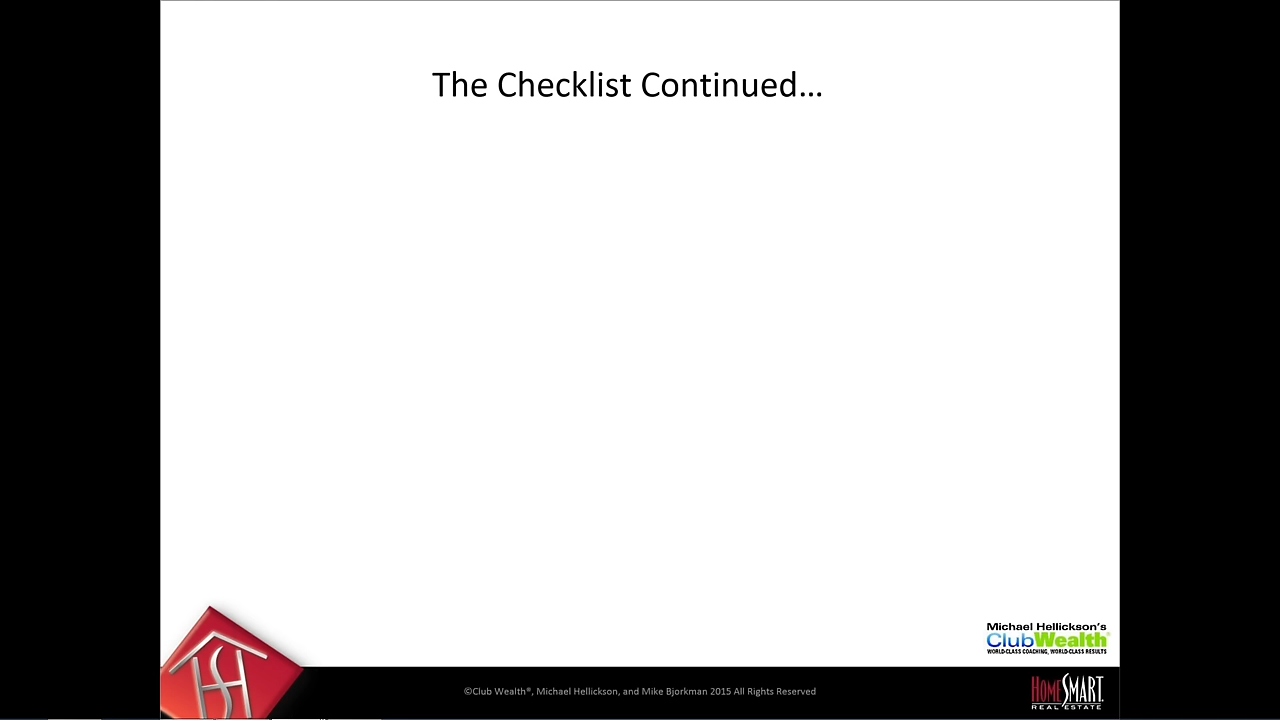 The Checklist Continued…
Michael Hellickson's
ClubWealth®
WORLD-CLASS COACHING, WORLD-CLASS RESULTS
©Club Wealth®, Michael Hellickson, and Mike Bjorkman 2015 All Rights Reserved
HOMESMART
REAL ESTATE